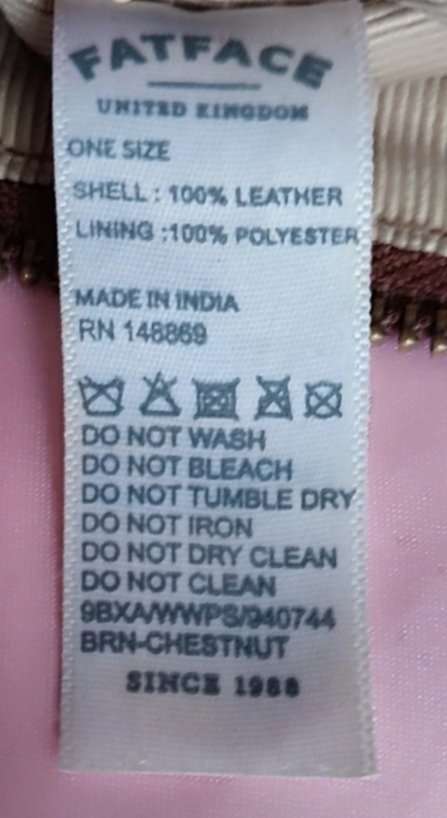 FATFACE
UNITED KINGDOM
ONE SIZE
SHELL : 100% LEATHER
LINING :100% POLYESTER
MADE IN INDIA
RN 148869
DO NOT WASH
DO NOT BLEACH
DO NOT TUMBLE DRY
DO NOT IRON
DO NOT DRY CLEAN
DO NOT CLEAN
9BXA/WWPS/940744
BRN-CHESTNUT
SINCE 1988